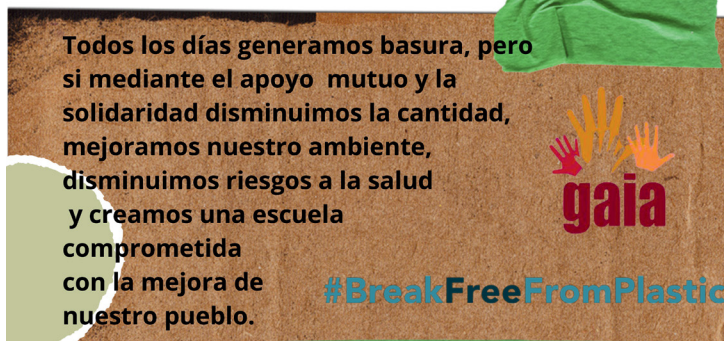 Todos los días generamos basura, pero
si mediante el apoyo mutuo y la
solidaridad disminuimos la cantidad,
mejoramos nuestro ambiente,
disminuimos riesgos a la salud
y creamos una escuela
comprometida
con la mejora de
nuestro pueblo.
gaia
#BreakFreeFromPlastic